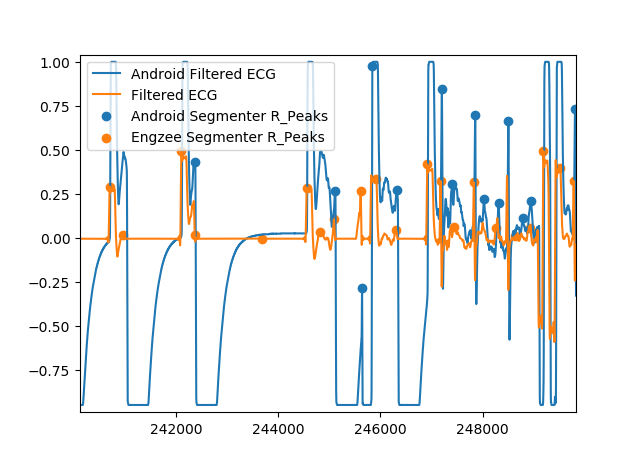 1.00
0.75
0.50
0.25
0.00
−0.25
−0.50
−0.75
Android Filtered ECG
Filtered ECG
Android Segmenter R_Peaks
Engzee Segmenter R_Peaks
242000 244000 246000 248000